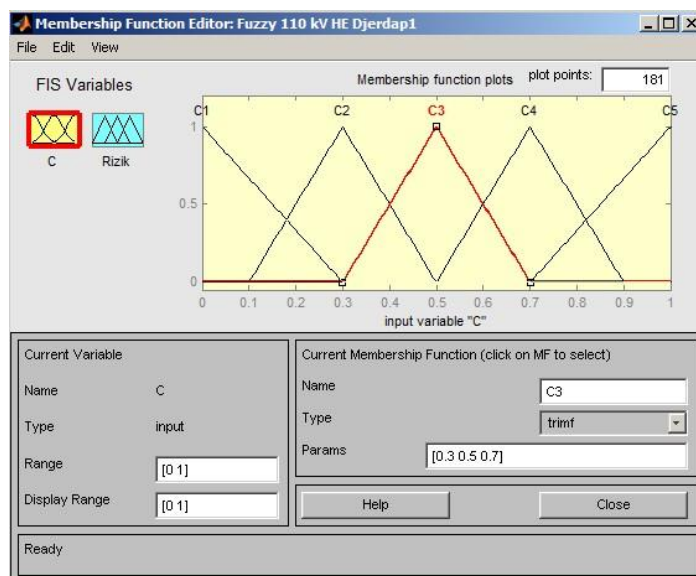 Membership Function Editor: Fuzzy 110 kV HE Djerdap1
File Edit View
FIS Variables
C
Rizik
Membership function plots plot points: 181
C1 C2 C3 C4 C5
1
0.5
0
0 0.1 0.2 0.3 0.4 0.5 0.6 0.7 0.8 0.9 1
input variable "C"
Current Variable
Name C
Type input
Range [0 1]
Display Range [0 1]
Current Membership Function (click on MF to select)
Name C3
Type trimf
Params [0.3 0.5 0.7]
Help Close
Ready